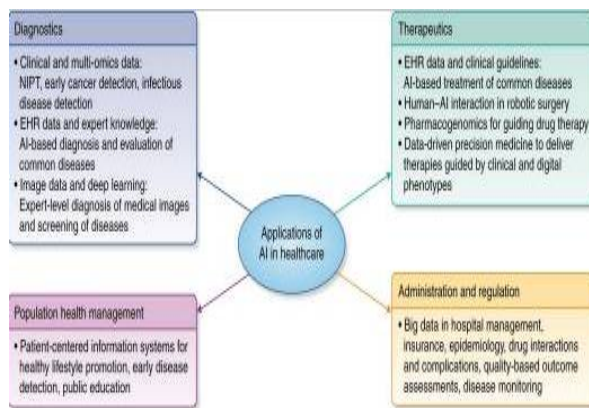 Diagnostics
• Clinical and multi-omics data:
NIPT, early cancer detection, infectious
disease detection
• EHR data and expert knowledge:
AI-based diagnosis and evaluation of
common diseases
• Image data and deep learning:
Expert-level diagnosis of medical images
and screening of diseases
Therapeutics
• EHR data and clinical guidelines:
AI-based treatment of common diseases
• Human–AI interaction in robotic surgery
• Pharmacogenomics for guiding drug therapy
• Data-driven precision medicine to deliver
therapies guided by clinical and digital
phenotypes
Applications of
AI in healthcare
Population health management
• Patient-centered information systems for
healthy lifestyle promotion, early disease
detection, public education
Administration and regulation
• Big data in hospital management,
insurance, epidemiology, drug interactions
and complications, quality-based outcome
assessments, disease monitoring